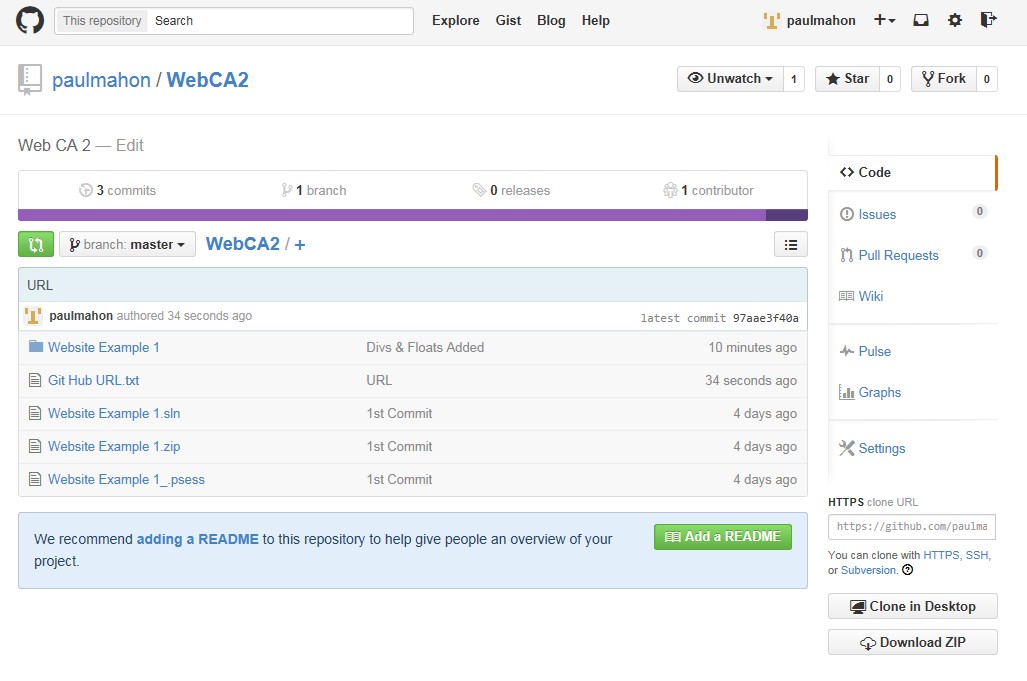 This repository Search Explore Gist Blog Help paulmahon
paulmahon / WebCA2 Unwatch 1 Star 0 Fork 0
Web CA 2 — Edit
3 commits 1 branch 0 releases 1 contributor
branch: master WebCA2 / +
URL
paulmahon authored 34 seconds ago latest commit 97aae3f40a
Website Example 1 Divs & Floats Added 10 minutes ago
Git Hub URL.txt URL 34 seconds ago
Website Example 1.sln 1st Commit 4 days ago
Website Example 1.zip 1st Commit 4 days ago
Website Example 1_.psess 1st Commit 4 days ago
We recommend adding a README to this repository to help give people an overview of your
project.
Add a README
Code
Issues 0
Pull Requests 0
Wiki
Pulse
Graphs
Settings
HTTPS clone URL
https://github.com/paulma
You can clone with HTTPS, SSH,
or Subversion.
Clone in Desktop
Download ZIP